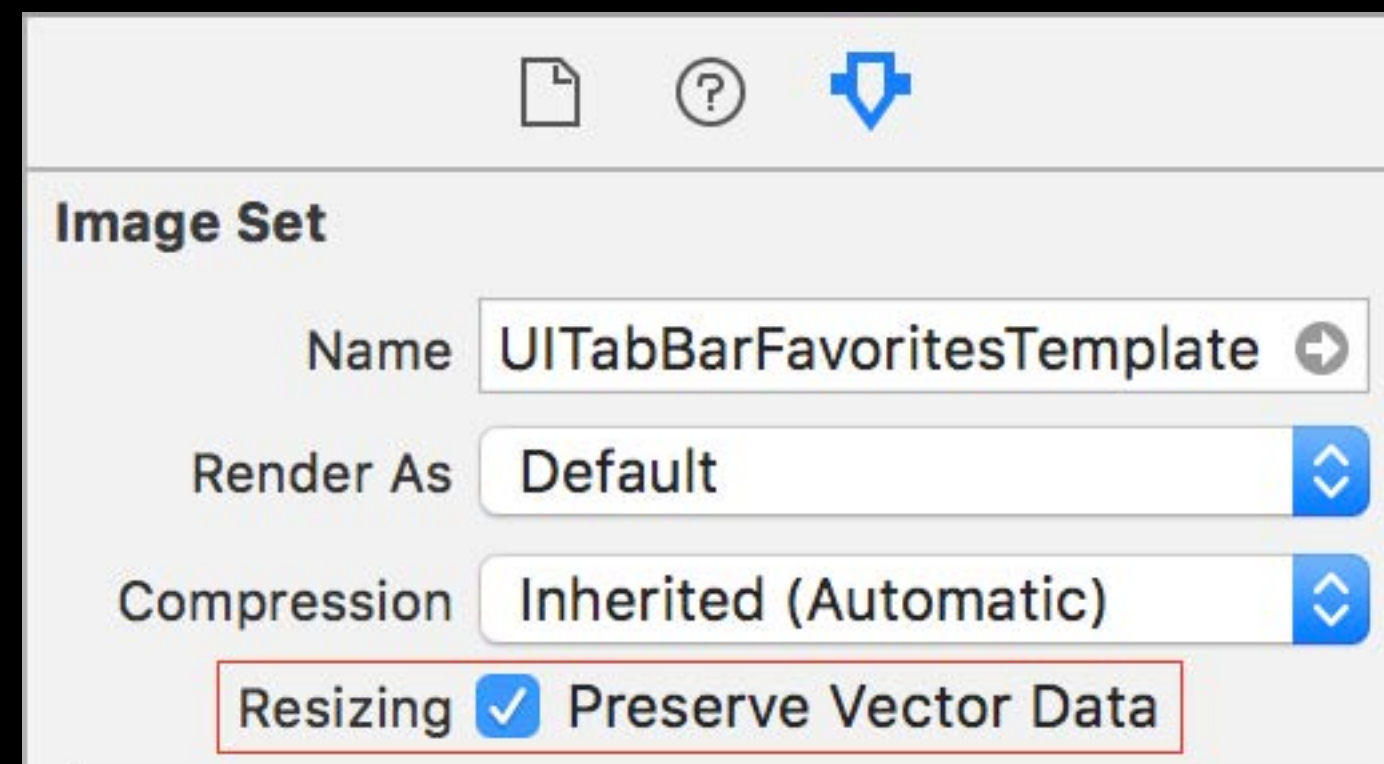 ?
Image Set
Name UITabBarFavoritesTemplate
Render As Default
Compression Inherited (Automatic)
Resizing Preserve Vector Data